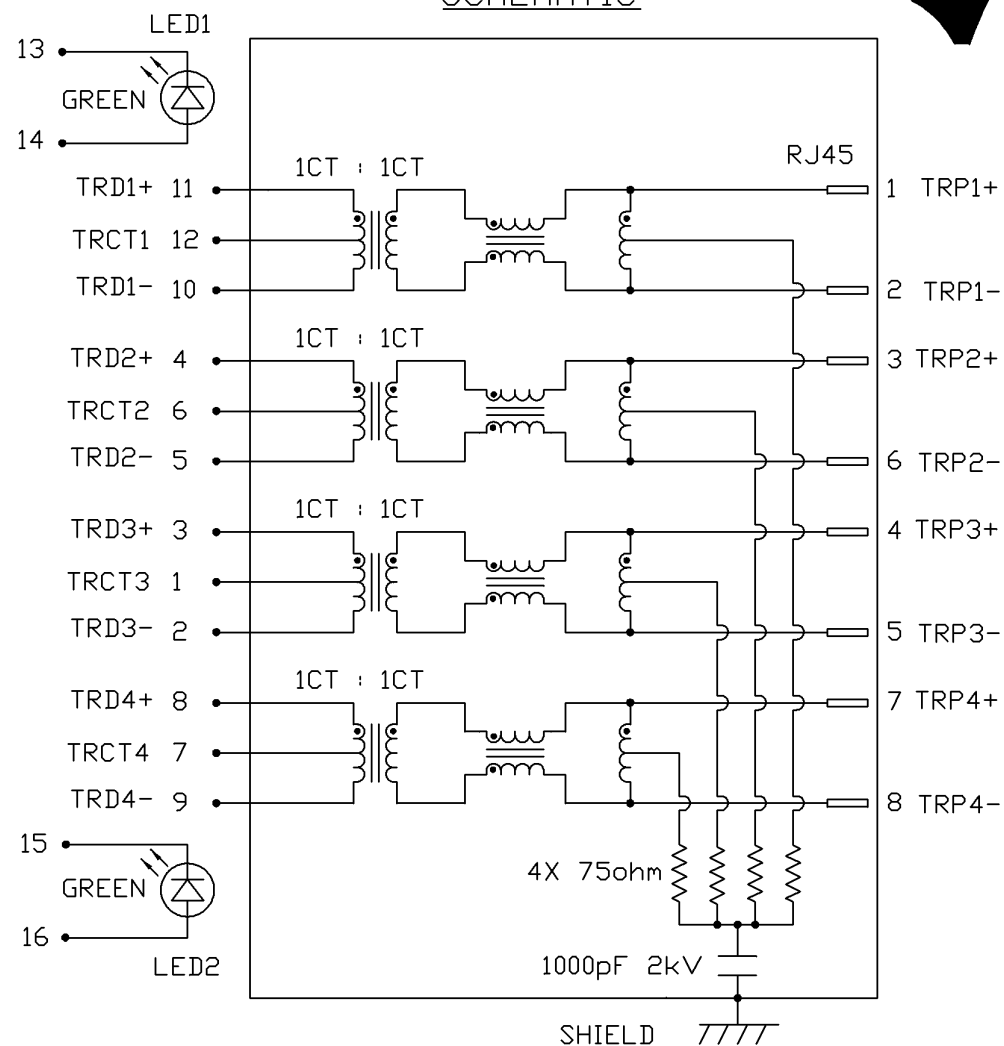 SCHEMATIC
LED1
13
GREEN
14
1CT : 1CT
RJ45
TRD1+ 11
1 TRP1+
TRCT1 12
TRD1- 10
2 TRP1-
1CT : 1CT
TRD2+ 4
3 TRP2+
TRCT2 6
TRD2- 5
6 TRP2-
1CT : 1CT
TRD3+ 3
4 TRP3+
TRCT3 1
TRD3- 2
5 TRP3-
1CT : 1CT
TRD4+ 8
7 TRP4+
TRCT4 7
TRD4- 9
8 TRP4-
15
GREEN
16
LED2
4X 75ohm
1000pF 2kV
SHIELD